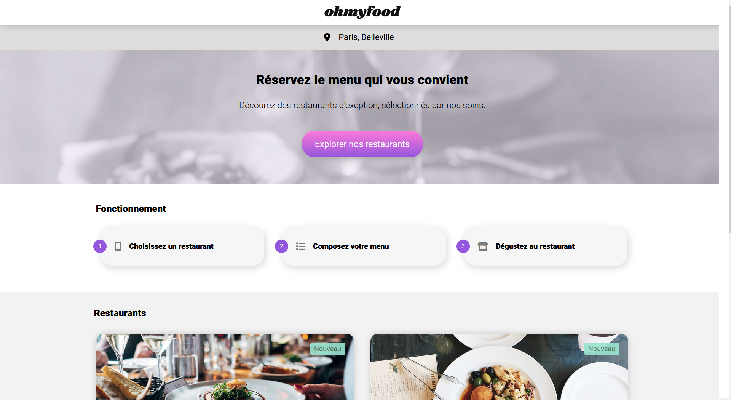 ohmyfood
Paris, Belleville
Réservez le menu qui vous convient
Découvrez des restaurants d'exeption, sélectionnés par nos soins.
Explorer nos restaurants
Fonctionnement
1 Choisissez un restaurant
2 Composez votre menu
3 Dégustez au restaurant
Restaurants
Nouveau
Nouveau